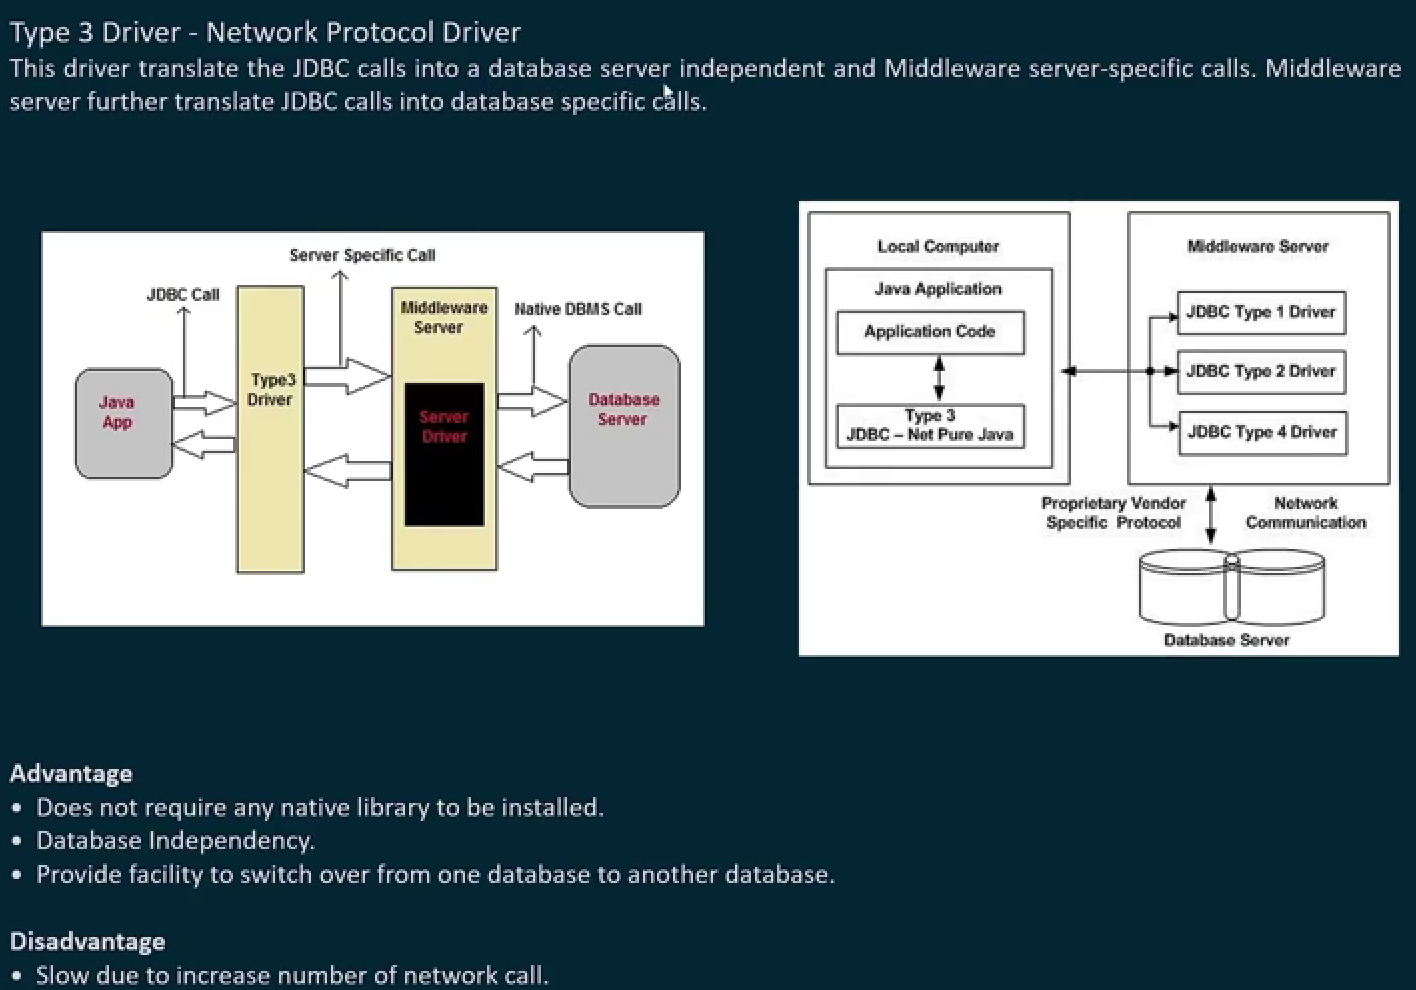 Type 3 Driver - Network Protocol Driver
This driver translate the JDBC calls into a database server independent and Middleware server-specific calls. Middleware
server further translate JDBC calls into database specific calls.
Server Specific Call
JDBC Call
Middleware
Server
Native DBMS Call
Java
App
Type3
Driver
Server
Driver
Database
Server
Local Computer
Java Application
Application Code
Type 3
JDBC – Net Pure Java
Middleware Server
JDBC Type 1 Driver
JDBC Type 2 Driver
JDBC Type 4 Driver
Proprietary Vendor
Specific Protocol
Network
Communication
Database Server
Advantage
• Does not require any native library to be installed.
• Database Independency.
• Provide facility to switch over from one database to another database.
Disadvantage
• Slow due to increase number of network call.